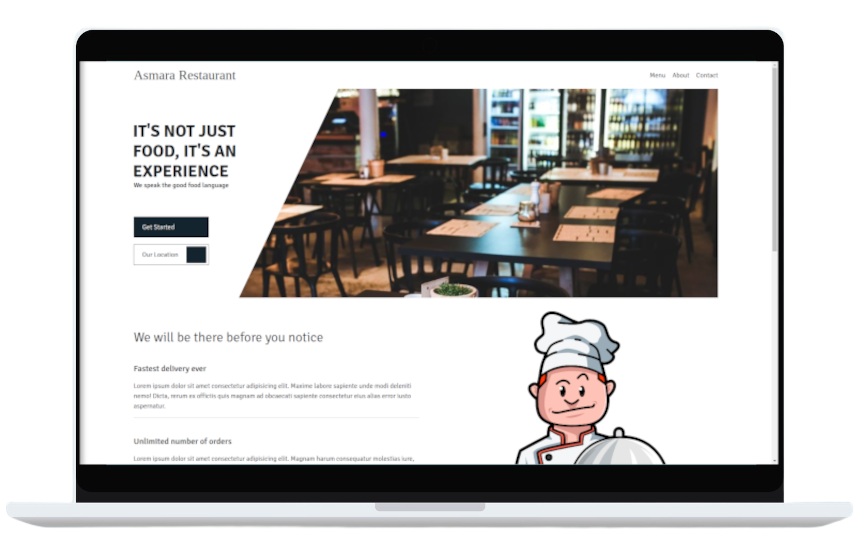 Asmara Restaurant
Menu About Contact
IT'S NOT JUST
FOOD, IT'S AN
EXPERIENCE
We speak the good food language
Get Started
Our Location
We will be there before you notice
Fastest delivery ever
Lorem ipsum dolor sit amet consectetur adipisicing elit. Maxime labore sapiente unde modi deleniti
nemo! Dicta, rerum ex officiis quis magnam ad obcaecati sapiente consectetur eius alias error iusto
aspernatur.
Unlimited number of orders
Lorem ipsum dolor sit amet consectetur adipisicing elit. Magnam harum consequatur molestias iure,